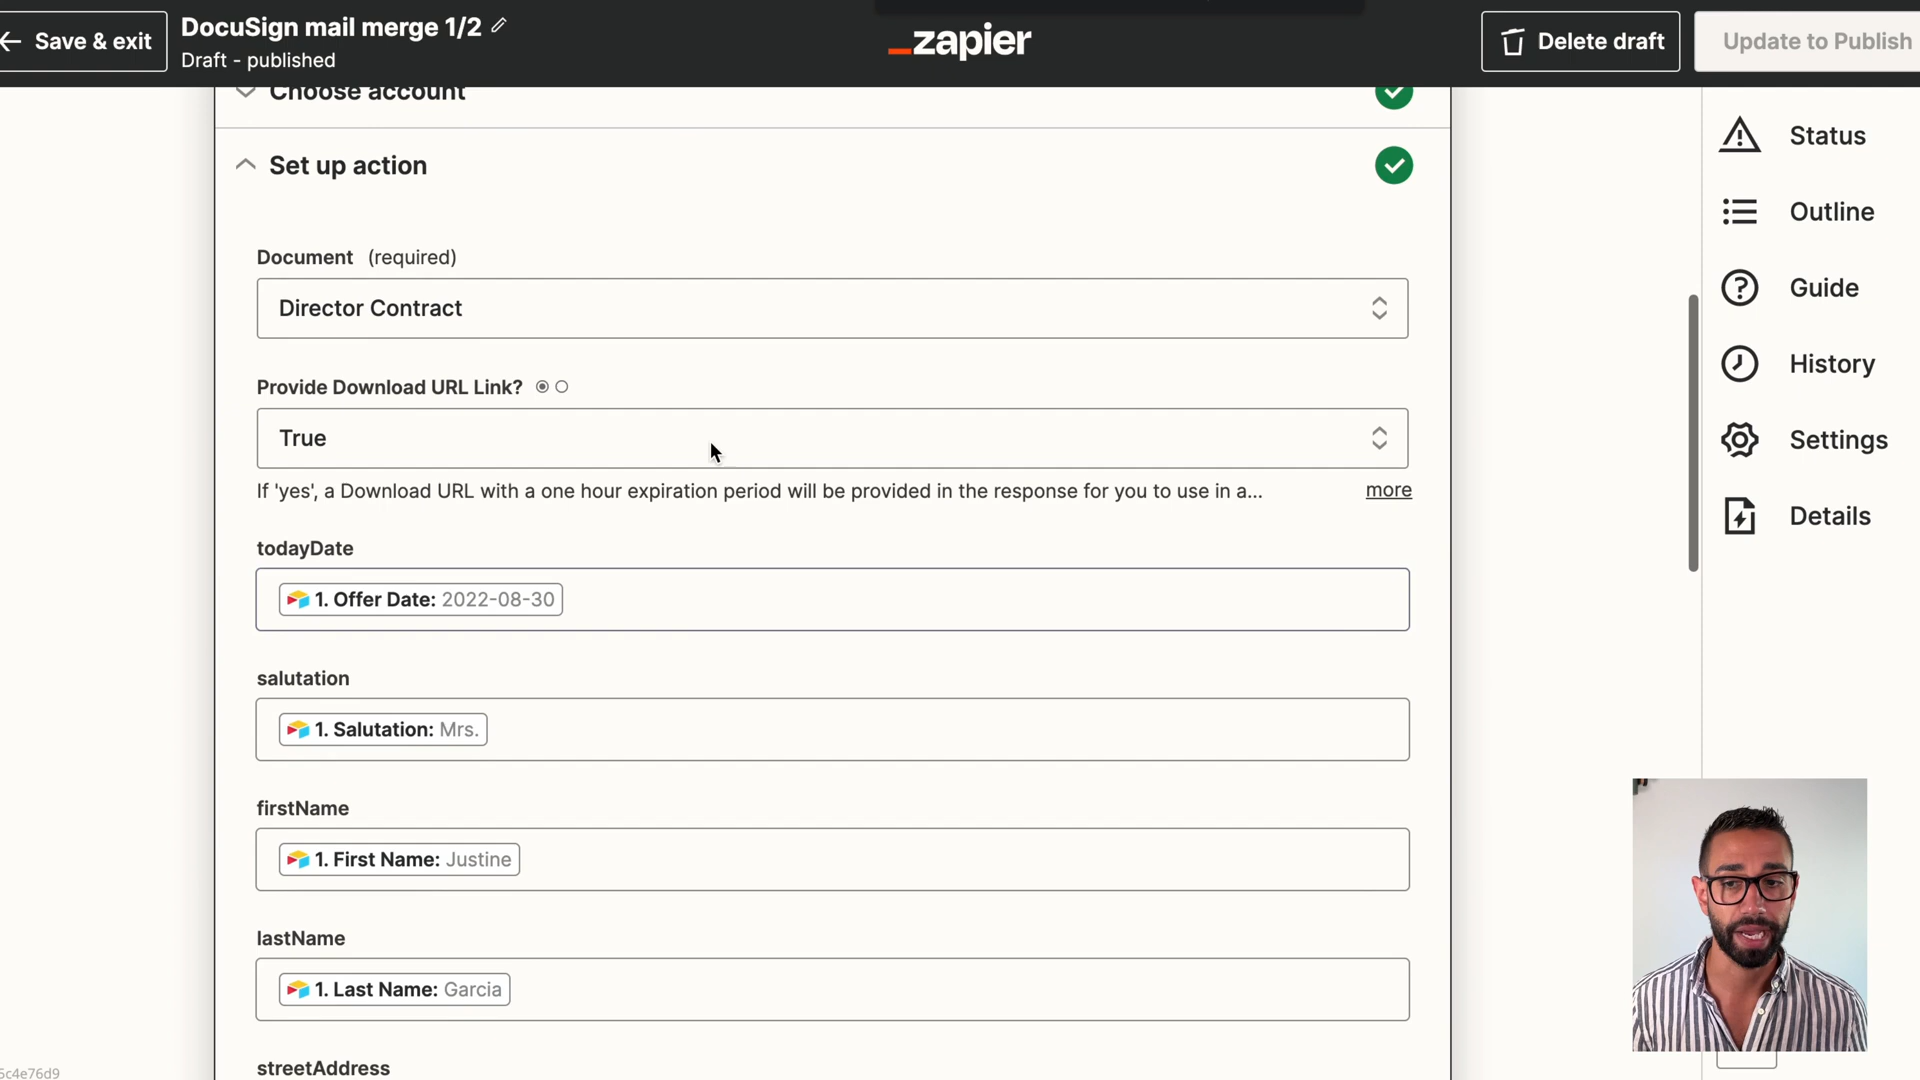 Save & exit
DocuSign mail merge 1/2
Draft - published
zapier
Delete draft
Update to Publish
Choose account
Set up action
Document (required)
Director Contract
Provide Download URL Link?
True
If 'yes', a Download URL with a one hour expiration period will be provided in the response for you to use in a...
more
todayDate
1. Offer Date: 2022-08-30
salutation
1. Salutation: Mrs.
firstName
1. First Name: Justine
lastName
1. Last Name: Garcia
streetAddress
Status
Outline
Guide
History
Settings
Details
5c4e76d9